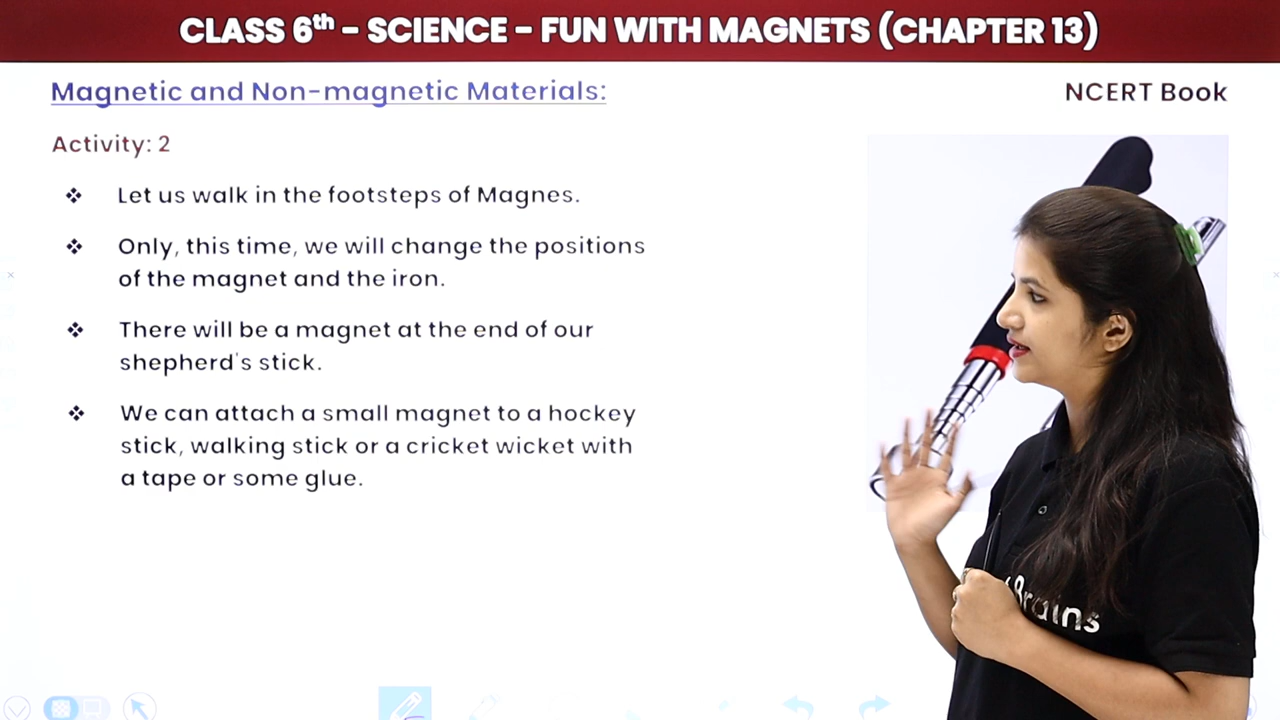 CLASS 6th - SCIENCE - FUN WITH MAGNETS (CHAPTER 13)
Magnetic and Non-magnetic Materials:
NCERT Book
Activity: 2
❖ Let us walk in the footsteps of Magnes.
❖ Only, this time, we will change the positions
of the magnet and the iron.
❖ There will be a magnet at the end of our
shepherd's stick.
❖ We can attach a small magnet to a hockey
stick, walking stick or a cricket wicket with
a tape or some glue.